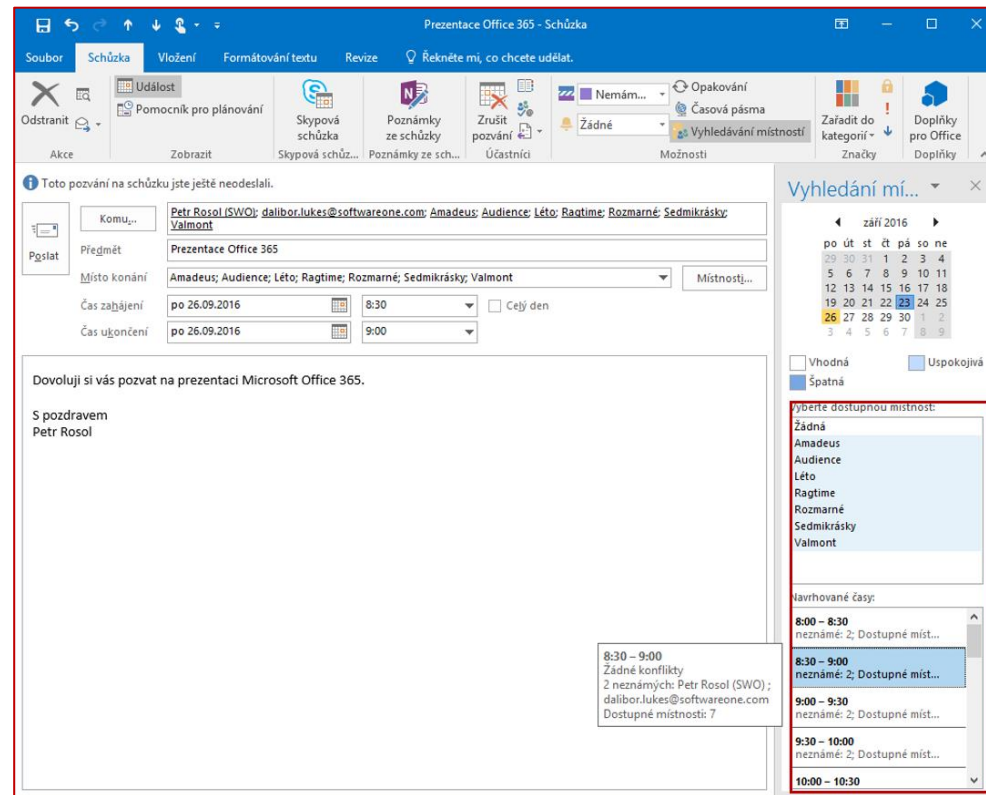 Prezentace Office 365 - Schůzka
Soubor Schůzka Vložení Formátování textu Revize Řekněte mi, co chcete udělat.
Odstranit
Akce
Událost
Pomocník pro plánování
Zobrazit
Skypová
schůzka
Skypová schůz...
Poznámky
ze schůzky
Poznámky ze sch...
Zrušit
pozvání
Účastníci
Nemám...
Žádné
Opakování
Časová pásma
Vyhledávání místností
Možnosti
Zařadit do
kategorií
Značky
Doplňky
pro Office
Doplňky
Toto pozvání na schůzku jste ještě neodeslali.
Poslat
Komu...
Petr Rosol (SWO); dalibor.lukes@softwareone.com; Amadeus; Audience; Léto; Ragtime; Rozmarné; Sedmikrásky;
Valmont
Předmět Prezentace Office 365
Místo konání Amadeus; Audience; Léto; Ragtime; Rozmarné; Sedmikrásky; Valmont Místnosti...
Čas zahájení po 26.09.2016 8:30 Celý den
Čas ukončení po 26.09.2016 9:00
Dovoluji si vás pozvat na prezentaci Microsoft Office 365.
S pozdravem
Petr Rosol
8:30 – 9:00
Žádné konflikty
2 neznámých: Petr Rosol (SWO) ;
dalibor.lukes@softwareone.com
Dostupné místnosti: 7
Vyhledání mí...
září 2016
po út st čt pá so ne
29 30 31 1 2 3 4
5 6 7 8 9 10 11
12 13 14 15 16 17 18
19 20 21 22 23 24 25
26 27 28 29 30 1 2
3 4 5 6 7 8 9
Vhodná Uspokojivá
Špatná
Vyberte dostupnou místnost:
Žádná
Amadeus
Audience
Léto
Ragtime
Rozmarné
Sedmikrásky
Valmont
Navrhované časy:
8:00 – 8:30
neznámé: 2; Dostupné míst...
8:30 – 9:00
neznámé: 2; Dostupné míst...
9:00 – 9:30
neznámé: 2; Dostupné míst...
9:30 – 10:00
neznámé: 2; Dostupné míst...
10:00 – 10:30